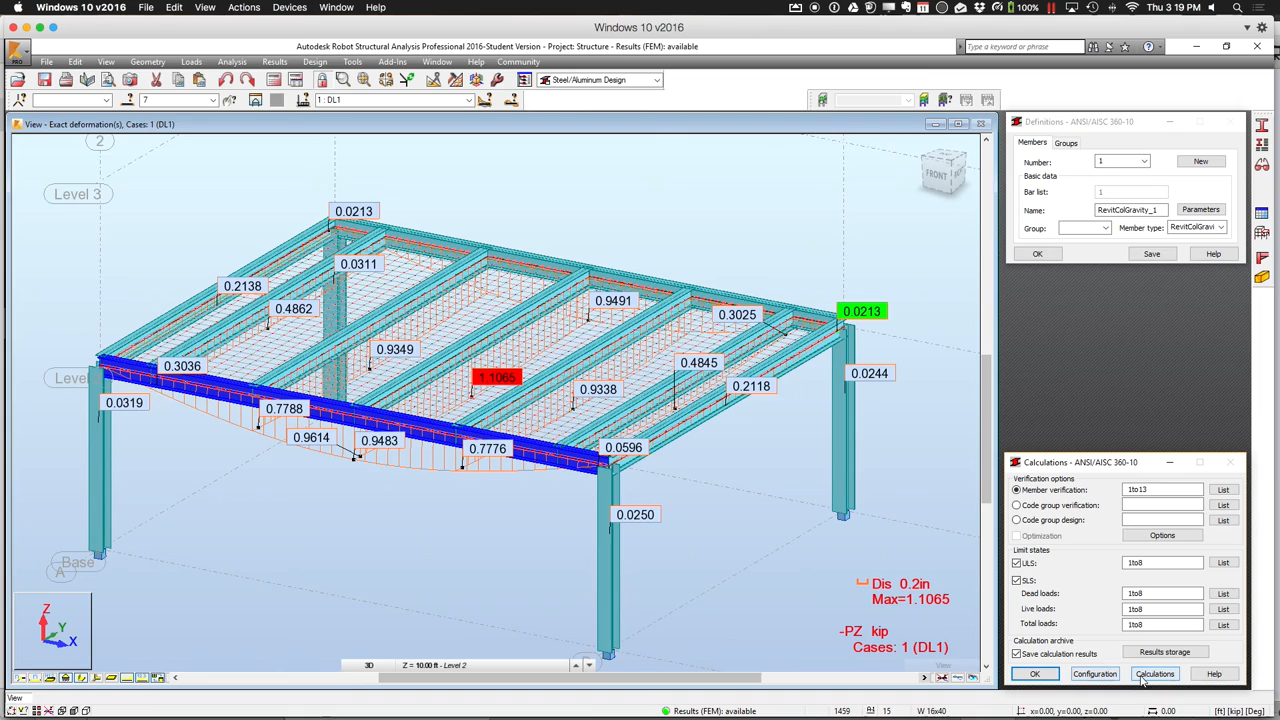 Windows 10 v2016 File Edit View Actions Devices Window Help 100% Thu 3:19 PM
Windows 10 v2016
PRO
Autodesk Robot Structural Analysis Professional 2016-Student Version - Project: Structure - Results (FEM): available
Type a keyword or phrase
File Edit View Geometry Loads Analysis Results Design Tools Add-Ins Window Help Community
Steel/Aluminum Design
7
1 : DL1
View - Exact deformation(s), Cases: 1 (DL1)
2
Level 3
FRONT
0.0213
0.0311
0.2138
0.4862
0.9491
0.3025
0.0213
0.9349
0.3036
1.1065
0.4845
0.0244
0.9338
0.2118
Level
0.0319
0.7788
0.9614
0.9483
0.7776
0.0596
0.0250
Base
A
Dis 0.2in
Max=1.1065
-PZ kip
Cases: 1 (DL1)
Z
Y
X
3D
Z = 10.00 ft - Level 2
View
Definitions - ANSI/AISC 360-10
Members Groups
Number: 1 New
Basic data
Bar list: 1
Name: RevitColGravity_1 Parameters
Group: Member type: RevitColGravi
OK Save Help
Calculations - ANSI/AISC 360-10
Verification options
Member verification: 1to13 List
Code group verification: List
Code group design: List
Optimization Options
Limit states
ULS: 1to8 List
SLS:
Dead loads: 1to8 List
Live loads: 1to8 List
Total loads: 1to8 List
Calculation archive
Save calculation results Results storage
OK Configuration Calculations Help
View
Results (FEM): available 1459 15 W 16x40 x=0.00, y=0.00, z=0.00 0.00 [ft] [kip] [Deg]